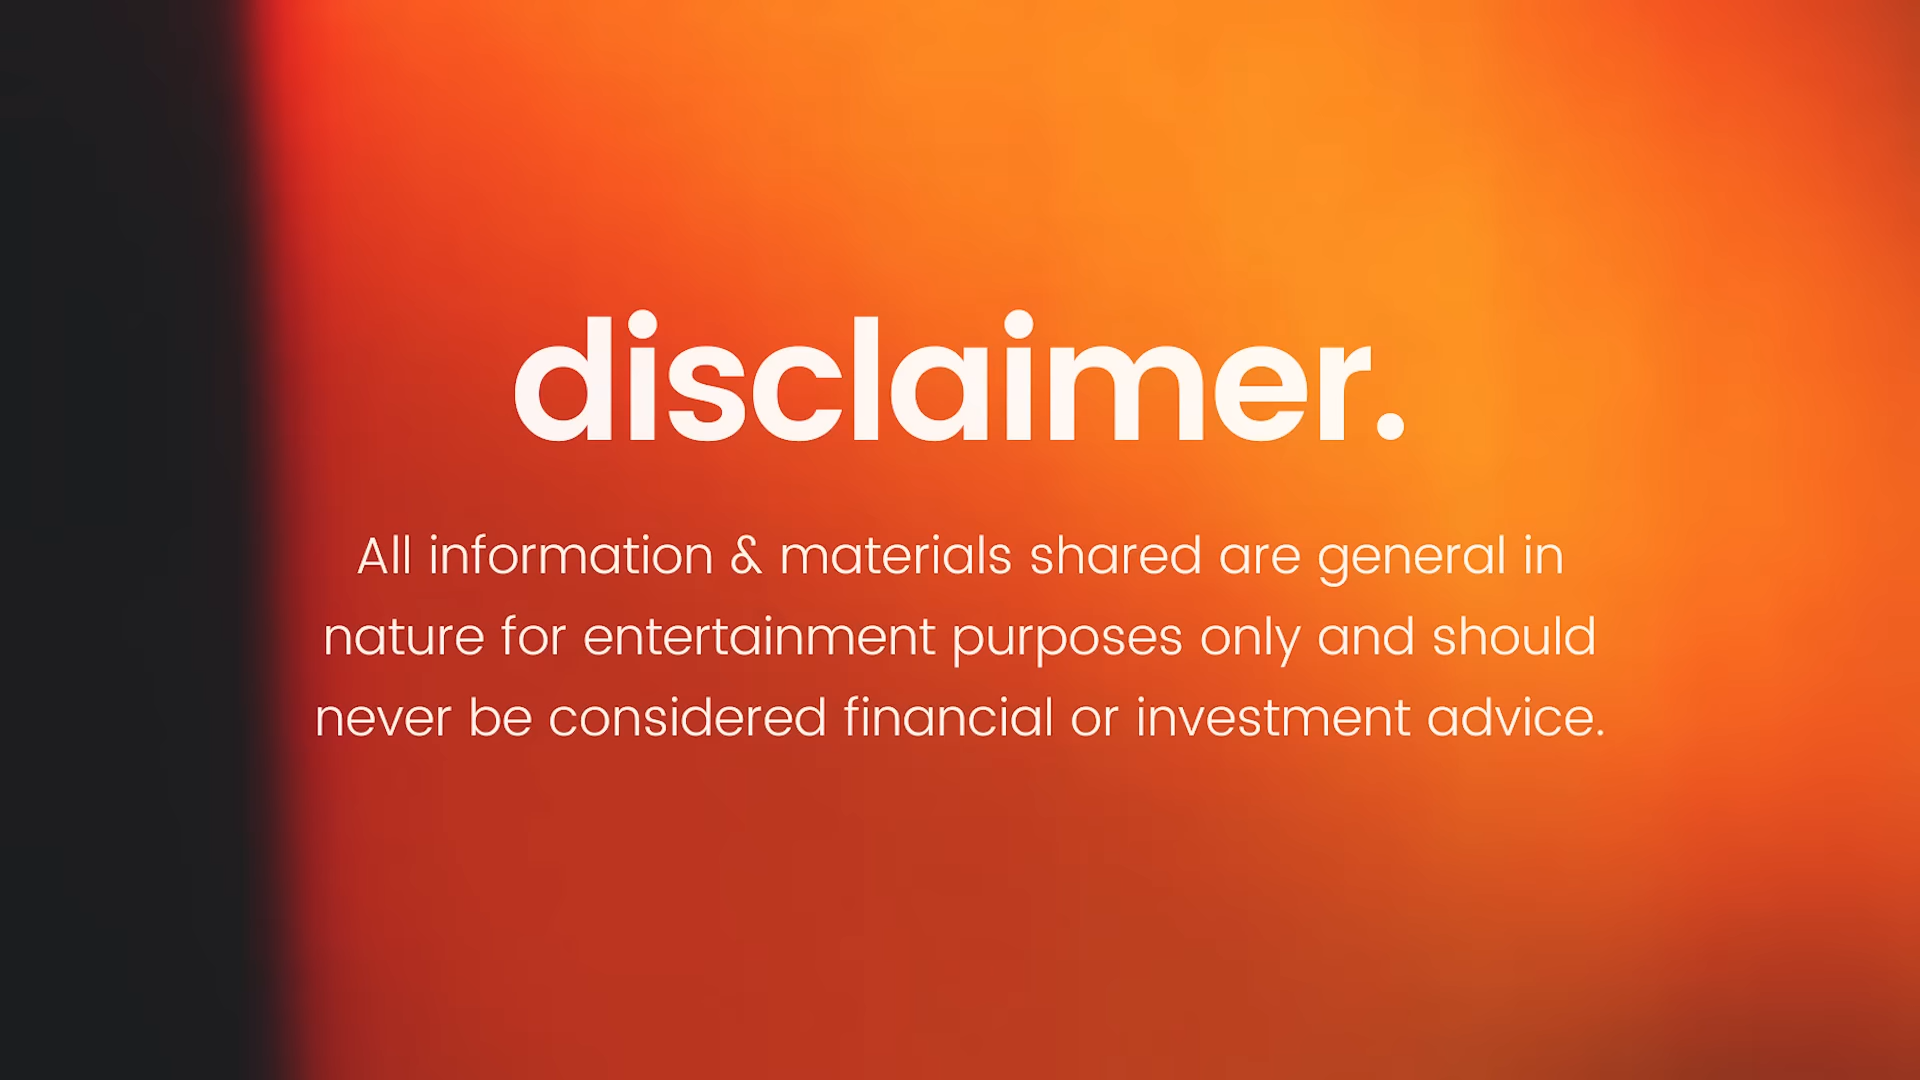 disclaimer.
All information & materials shared are general in
nature for entertainment purposes only and should
never be considered financial or investment advice.